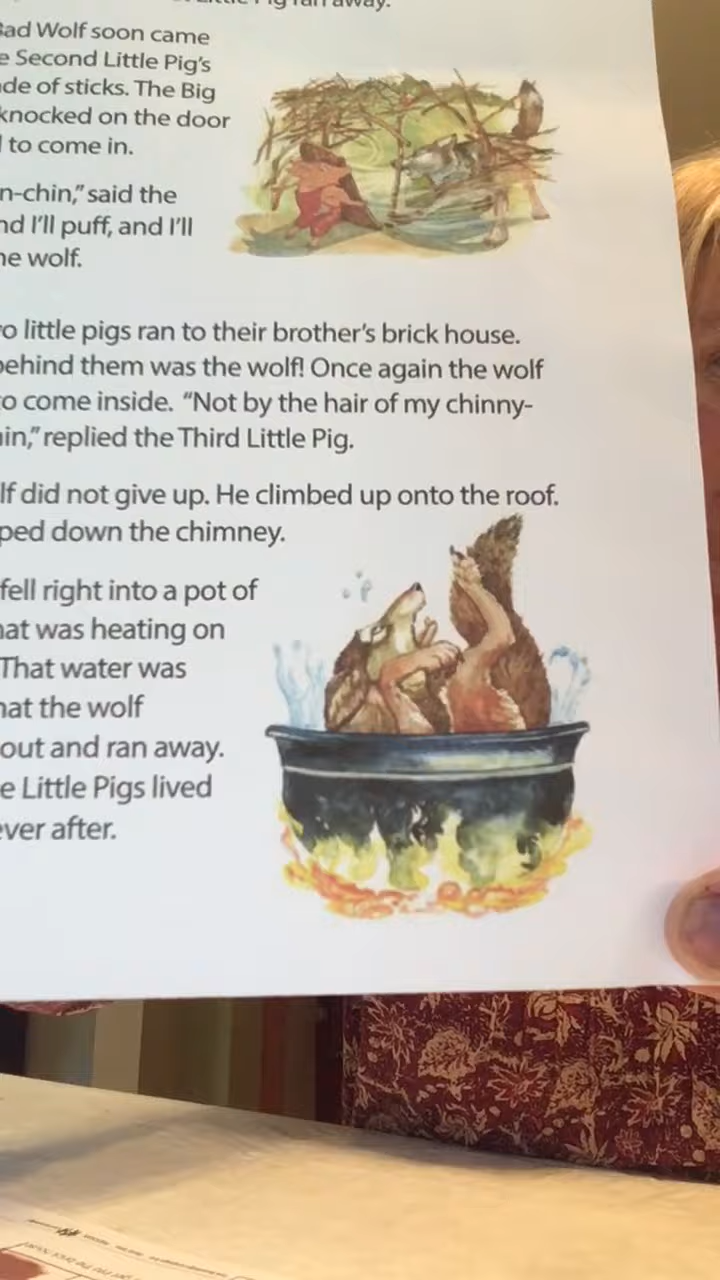 Little Pig ran away.
Bad Wolf soon came
e Second Little Pig's
de of sticks. The Big
knocked on the door
to come in.
n-chin," said the
nd I'll puff, and I'll
he wolf.
o little pigs ran to their brother's brick house.
behind them was the wolf! Once again the wolf
to come inside. "Not by the hair of my chinny-
in," replied the Third Little Pig.
lf did not give up. He climbed up onto the roof.
ped down the chimney.
fell right into a pot of
hat was heating on
That water was
hat the wolf
out and ran away.
e Little Pigs lived
ever after.